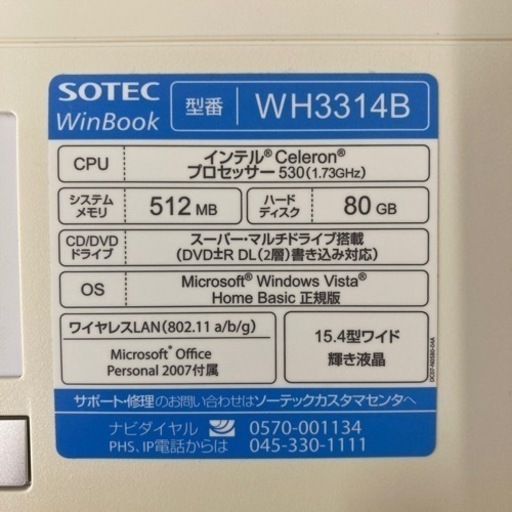 SOTEC
WinBook
型番
WH3314B
CPU
インテル® Celeron®
プロセッサー 530 (1.73GHz)
システム
メモリ
512 MB
ハード
ディスク
80 GB
CD/DVD
ドライブ
スーパー・マルチドライブ搭載
(DVD±R DL(2層)書き込み対応)
OS
Microsoft® Windows Vista®
Home Basic 正規版
ワイヤレスLAN(802.11 a/b/g)
Microsoft® Office
Personal 2007付属
15.4型ワイド
輝き液晶
サポート・修理のお問い合わせはソーテックカスタマセンタへ
ナビダイヤル 0570-001134
PHS、IP電話からは 045-330-1111